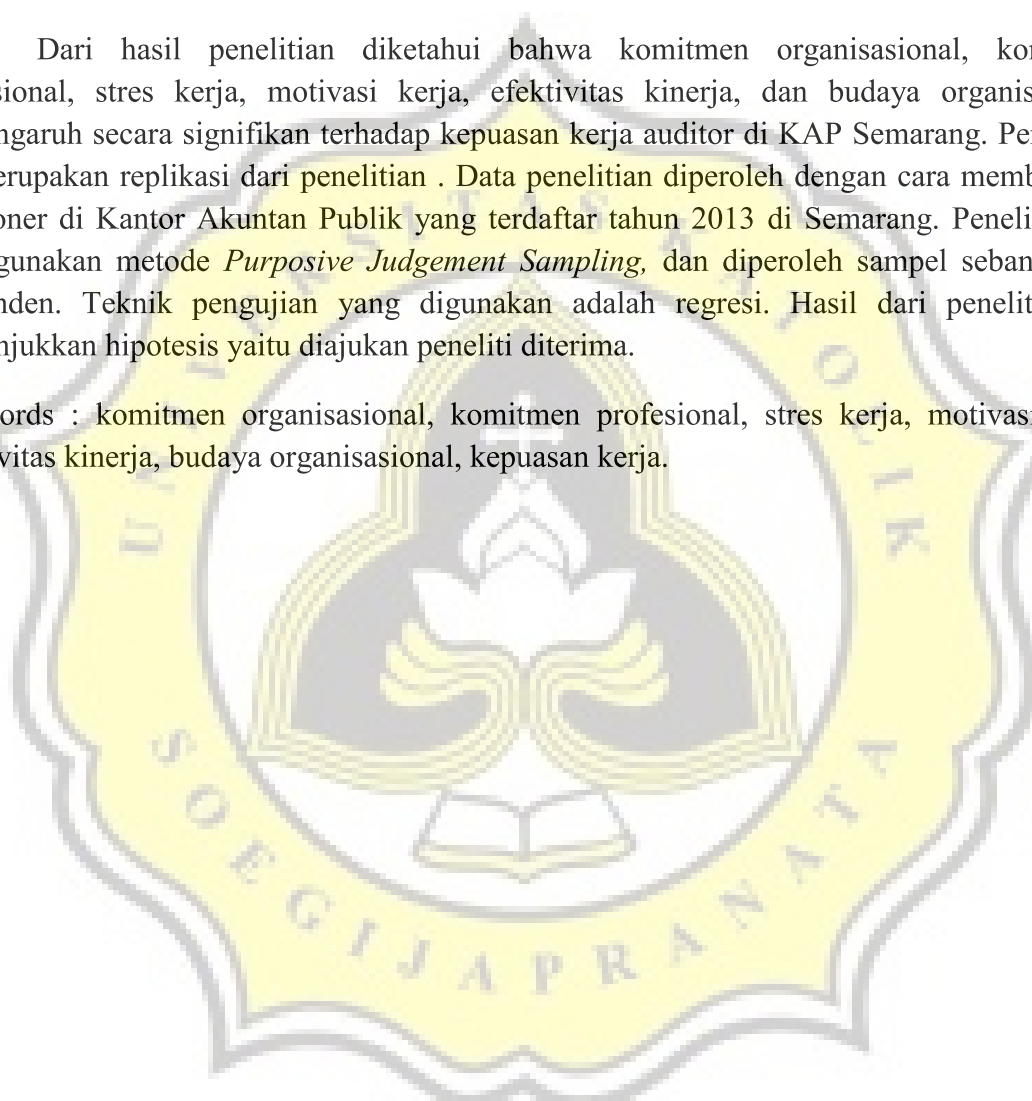 Dari hasil penelitian diketahui bahwa komitmen organisasional, kor
sional, stres kerja, motivasi kerja, efektivitas kinerja, dan budaya organis
ngaruh secara signifikan terhadap kepuasan kerja auditor di KAP Semarang. Pe
erupakan replikasi dari penelitian . Data penelitian diperoleh dengan cara memb
oner di Kantor Akuntan Publik yang terdaftar tahun 2013 di Semarang. Peneli
gunakan metode Purposive Judgement Sampling, dan diperoleh sampel seban
nden. Teknik pengujian yang digunakan adalah regresi. Hasil dari penelit
njukkan hipotesis yaitu diajukan peneliti diterima.
ords : komitmen organisasional, komitmen profesional, stres kerja, motivasi
vitas kinerja, budaya organisasional, kepuasan kerja.
UNIVERSITAS KATOLIK
SOEGIJAPRANATA